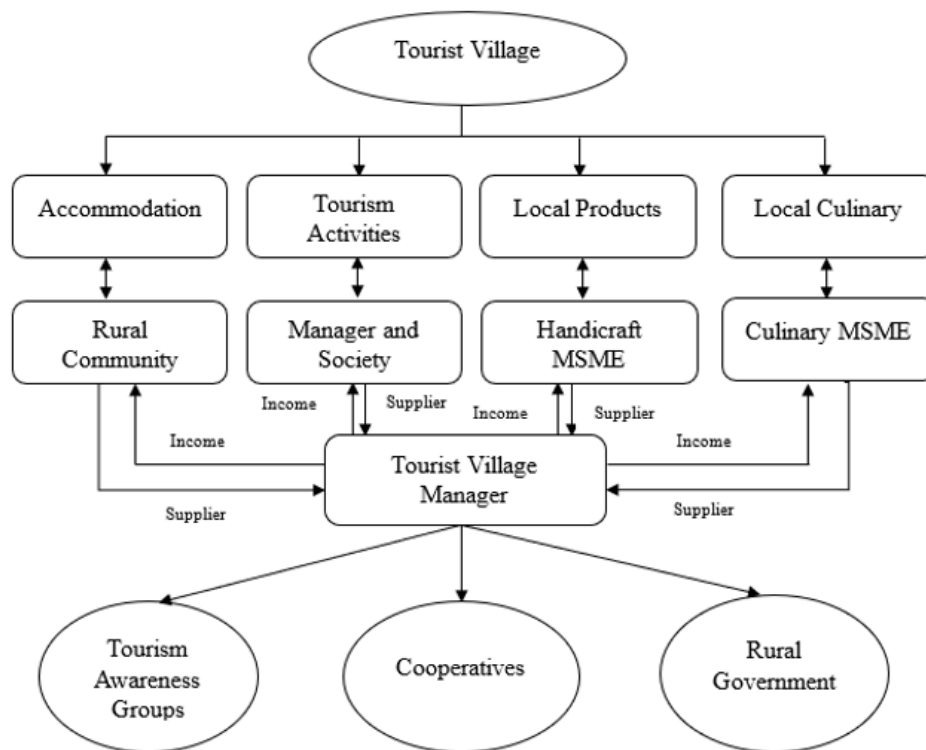 Tourist Village
Accommodation
Tourism
Activities
Local Products
Local Culinary
Rural
Community
Manager and
Society
Handicraft
MSME
Culinary MSME
Income
Supplier
Income
Supplier
Income
Income
Tourist Village
Manager
Supplier
Supplier
Tourism
Awareness
Groups
Cooperatives
Rural
Government